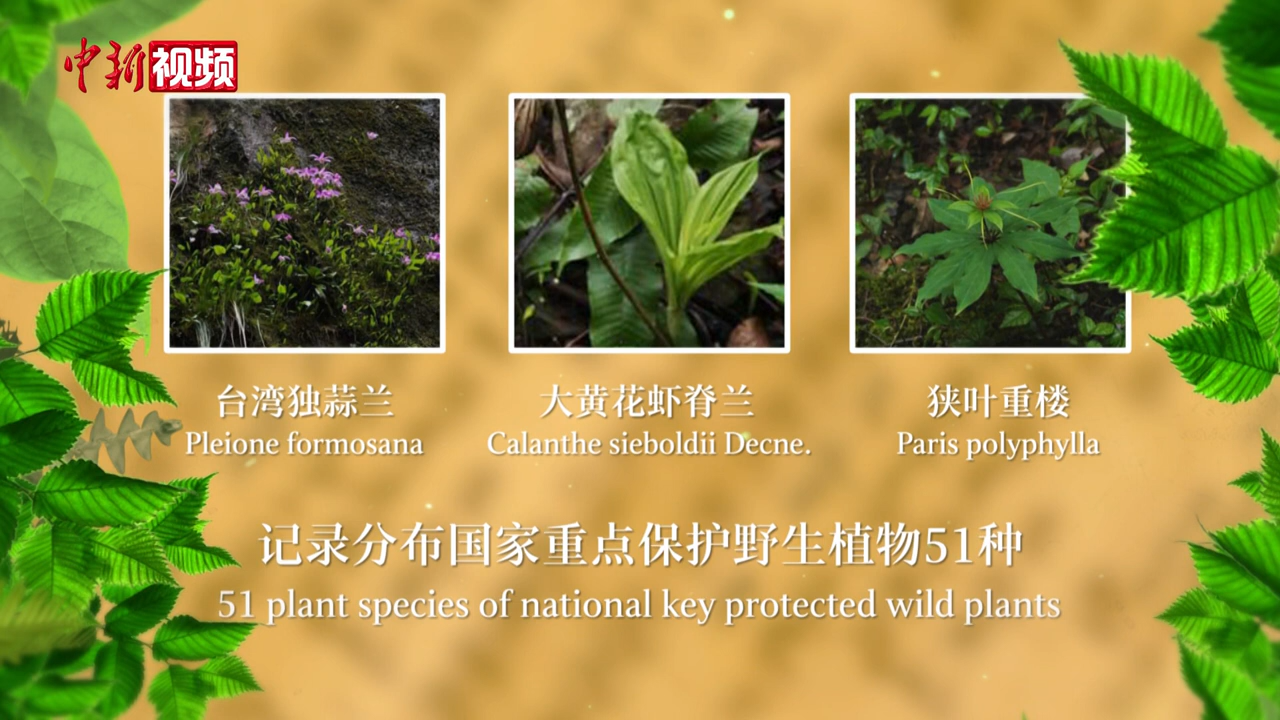 中新视频
台湾独蒜兰
Pleione formosana
大黄花虾脊兰
Calanthe sieboldii Decne.
狭叶重楼
Paris polyphylla
记录分布国家重点保护野生植物51种
51 plant species of national key protected wild plants